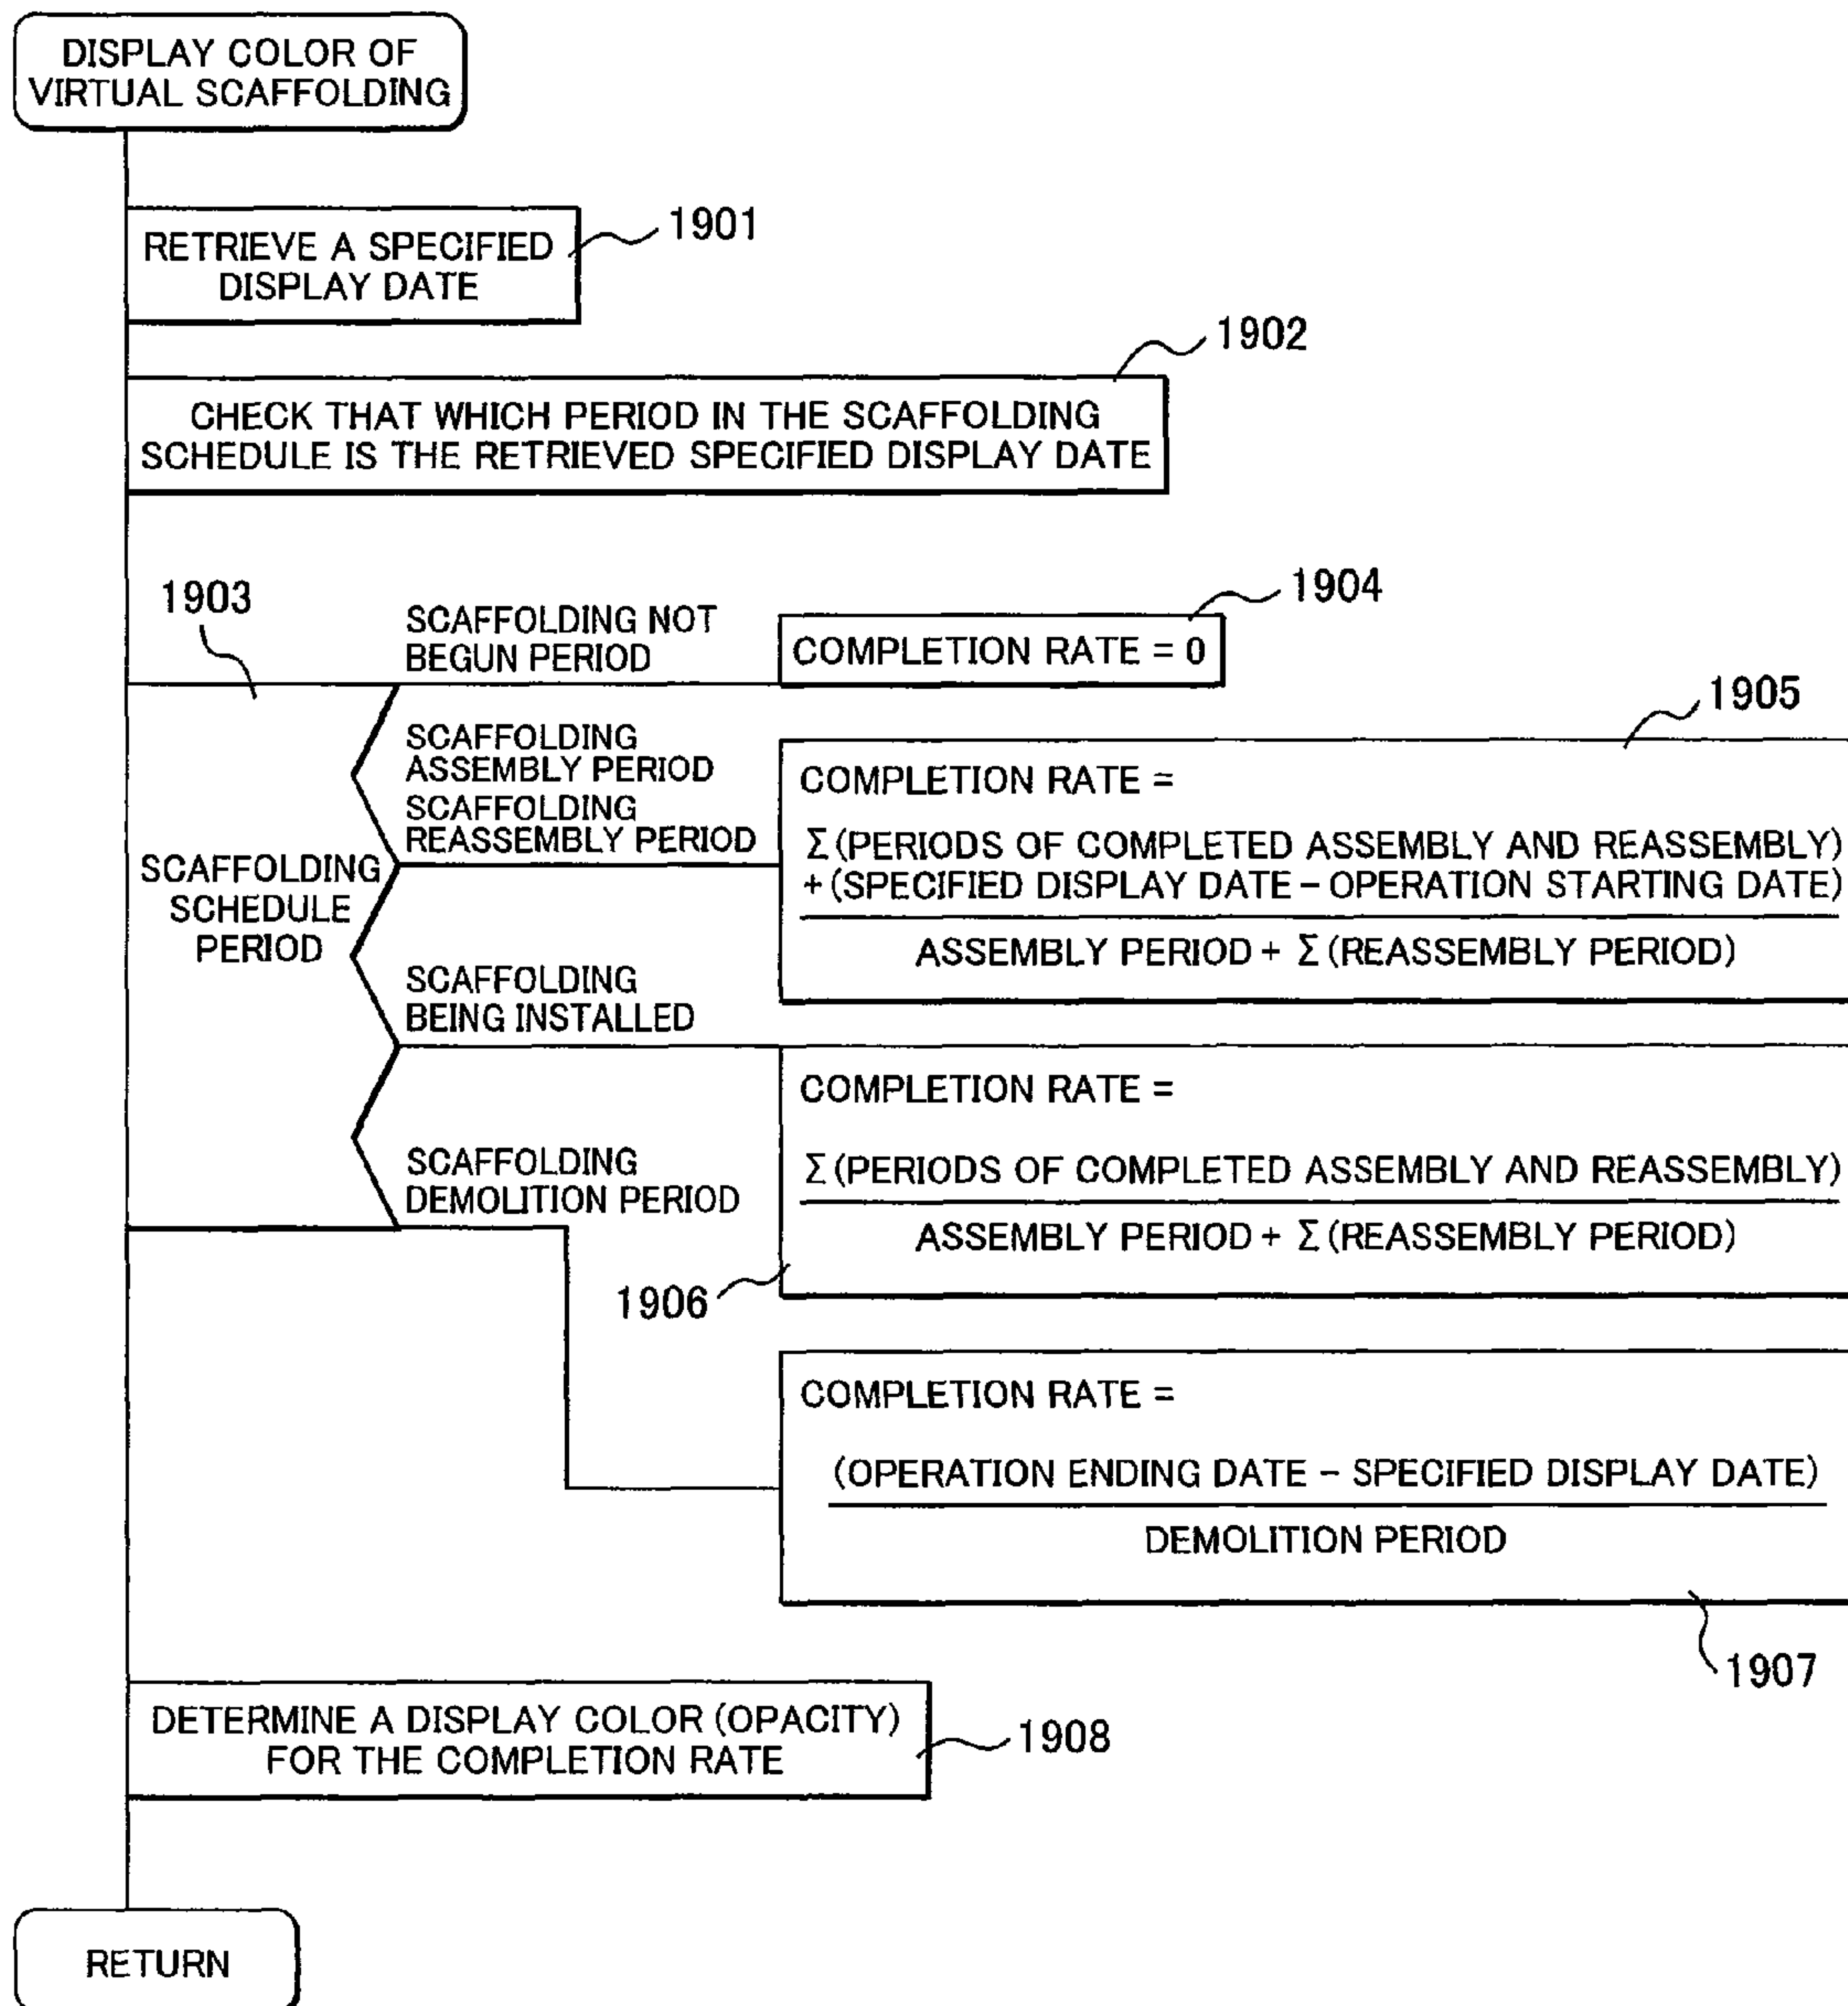 DISPLAY COLOR OF
VIRTUAL SCAFFOLDING
1901
RETRIEVE A SPECIFIED
DISPLAY DATE
1902
CHECK THAT WHICH PERIOD IN THE SCAFFOLDING
SCHEDULE IS THE RETRIEVED SPECIFIED DISPLAY DATE
1903
SCAFFOLDING
SCHEDULE
PERIOD
SCAFFOLDING NOT
BEGUN PERIOD
1904
COMPLETION RATE = 0
SCAFFOLDING
ASSEMBLY PERIOD
SCAFFOLDING
REASSEMBLY PERIOD
1905
COMPLETION RATE =
Σ(PERIODS OF COMPLETED ASSEMBLY AND REASSEMBLY)
+(SPECIFIED DISPLAY DATE – OPERATION STARTING DATE)
ASSEMBLY PERIOD + Σ(REASSEMBLY PERIOD)
SCAFFOLDING
BEING INSTALLED
COMPLETION RATE =
Σ(PERIODS OF COMPLETED ASSEMBLY AND REASSEMBLY)
ASSEMBLY PERIOD + Σ(REASSEMBLY PERIOD)
1906
SCAFFOLDING
DEMOLITION PERIOD
COMPLETION RATE =
(OPERATION ENDING DATE – SPECIFIED DISPLAY DATE)
DEMOLITION PERIOD
1907
DETERMINE A DISPLAY COLOR (OPACITY)
FOR THE COMPLETION RATE
1908
RETURN